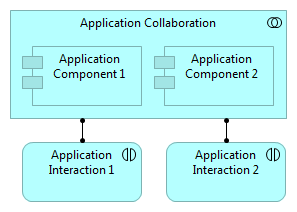 Application Collaboration
Application
Component 1
Application
Component 2
Application
Interaction 1
Application
Interaction 2